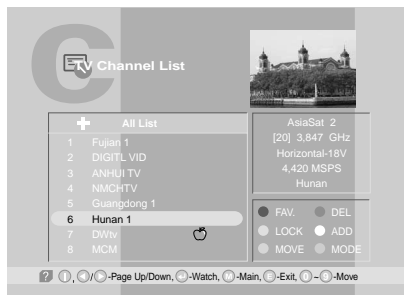 TV Channel List
All List
1 Fujian 1
2 DIGITL VID
3 ANHUI TV
4 NMCHTV
5 Guangdong 1
6 Hunan 1
7 DWtv
8 MCM
AsiaSat 2
[20] 3,847 GHz
Horizontal-18V
4,420 MSPS
Hunan
FAV. DEL
LOCK ADD
MOVE MODE
? /-Page Up/Down, -Watch, M-Main, E-Exit, 0~9-Move